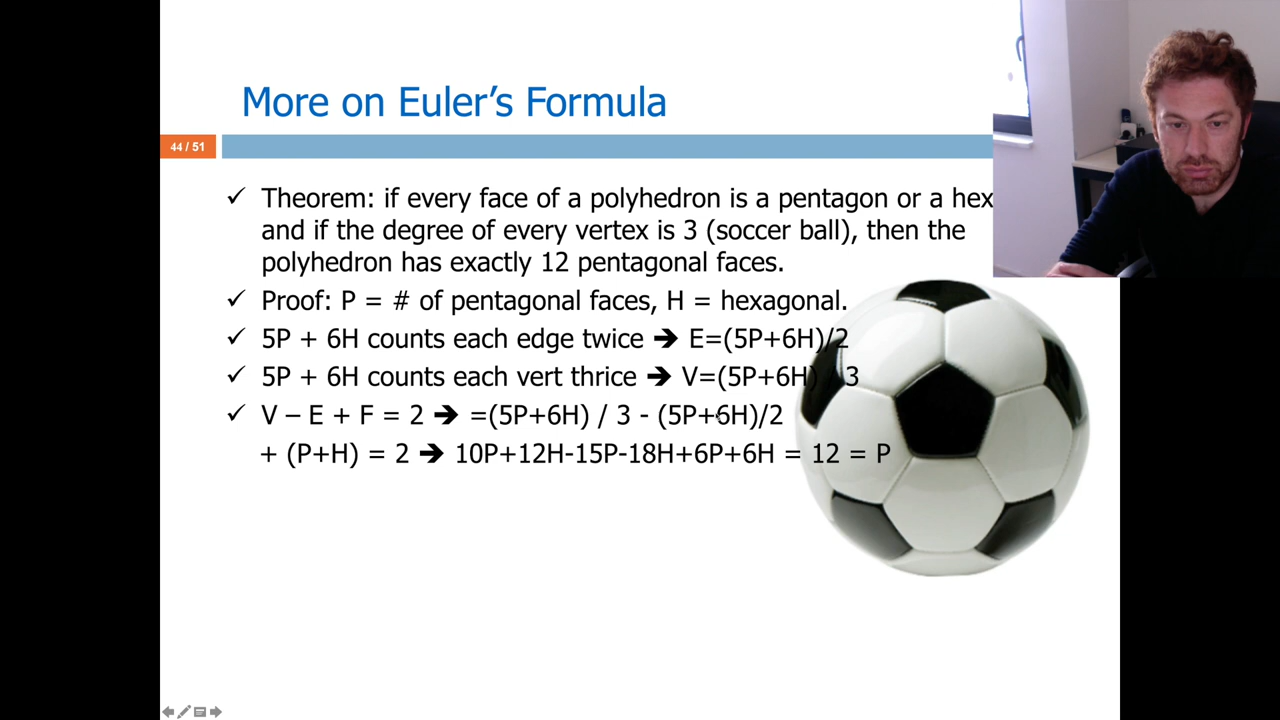 More on Euler's Formula
44 / 51
✓ Theorem: if every face of a polyhedron is a pentagon or a hex
and if the degree of every vertex is 3 (soccer ball), then the
polyhedron has exactly 12 pentagonal faces.
✓ Proof: P = # of pentagonal faces, H = hexagonal.
✓ 5P + 6H counts each edge twice ➔ E=(5P+6H)/2
✓ 5P + 6H counts each vert thrice ➔ V=(5P+6H) / 3
✓ V – E + F = 2 ➔ =(5P+6H) / 3 - (5P+6H)/2
+ (P+H) = 2 ➔ 10P+12H-15P-18H+6P+6H = 12 = P